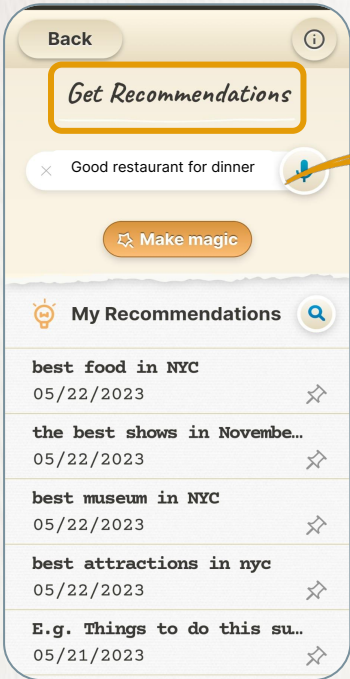 Back
Get Recommendations
Good restaurant for dinner
Make magic
My Recommendations
best food in NYC
05/22/2023
the best shows in Novembe...
05/22/2023
best museum in NYC
05/22/2023
best attractions in nyc
05/22/2023
E.g. Things to do this su...
05/21/2023